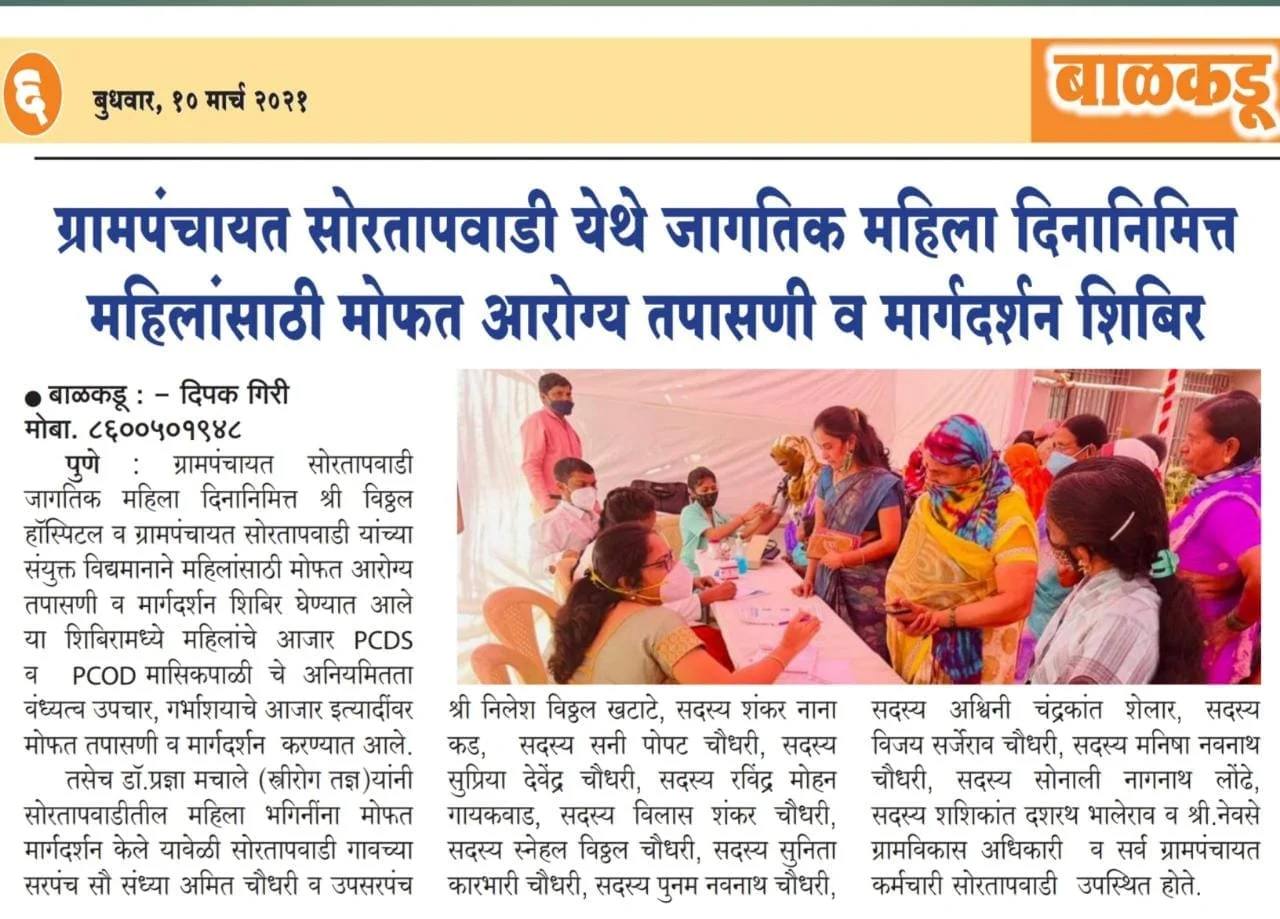 ६
बुधवार, १० मार्च २०२१
बाळकडू
ग्रामपंचायत सोरतापवाडी येथे जागतिक महिला दिनानिमित्त
महिलांसाठी मोफत आरोग्य तपासणी व मार्गदर्शन शिबिर
● बाळकडू : – दिपक गिरी
मोबा. ८६००५०१९४८
पुणे : ग्रामपंचायत सोरतापवाडी
जागतिक महिला दिनानिमित्त श्री विठ्ठल
हॉस्पिटल व ग्रामपंचायत सोरतापवाडी यांच्या
संयुक्त विद्यमानाने महिलांसाठी मोफत आरोग्य
तपासणी व मार्गदर्शन शिबिर घेण्यात आले
या शिबिरामध्ये महिलांचे आजार PCDS
व PCOD मासिकपाळी चे अनियमितता
वंध्यत्व उपचार, गर्भाशयाचे आजार इत्यादींवर
मोफत तपासणी व मार्गदर्शन करण्यात आले.
तसेच डॉ.प्रज्ञा मचाले (स्त्रीरोग तज्ञ)यांनी
सोरतापवाडीतील महिला भगिनींना मोफत
मार्गदर्शन केले यावेळी सोरतापवाडी गावच्या
सरपंच सौ संध्या अमित चौधरी व उपसरपंच
श्री निलेश विठ्ठल खटाटे, सदस्य शंकर नाना
कड, सदस्य सनी पोपट चौधरी, सदस्य
सुप्रिया देवेंद्र चौधरी, सदस्य रविंद्र मोहन
गायकवाड, सदस्य विलास शंकर चौधरी,
सदस्य स्नेहल विठ्ठल चौधरी, सदस्य सुनिता
कारभारी चौधरी, सदस्य पुनम नवनाथ चौधरी,
सदस्य अश्विनी चंद्रकांत शेलार, सदस्य
विजय सर्जेराव चौधरी, सदस्य मनिषा नवनाथ
चौधरी, सदस्य सोनाली नागनाथ लोंढे,
सदस्य शशिकांत दशरथ भालेराव व श्री.नेवसे
ग्रामविकास अधिकारी व सर्व ग्रामपंचायत
कर्मचारी सोरतापवाडी उपस्थित होते.